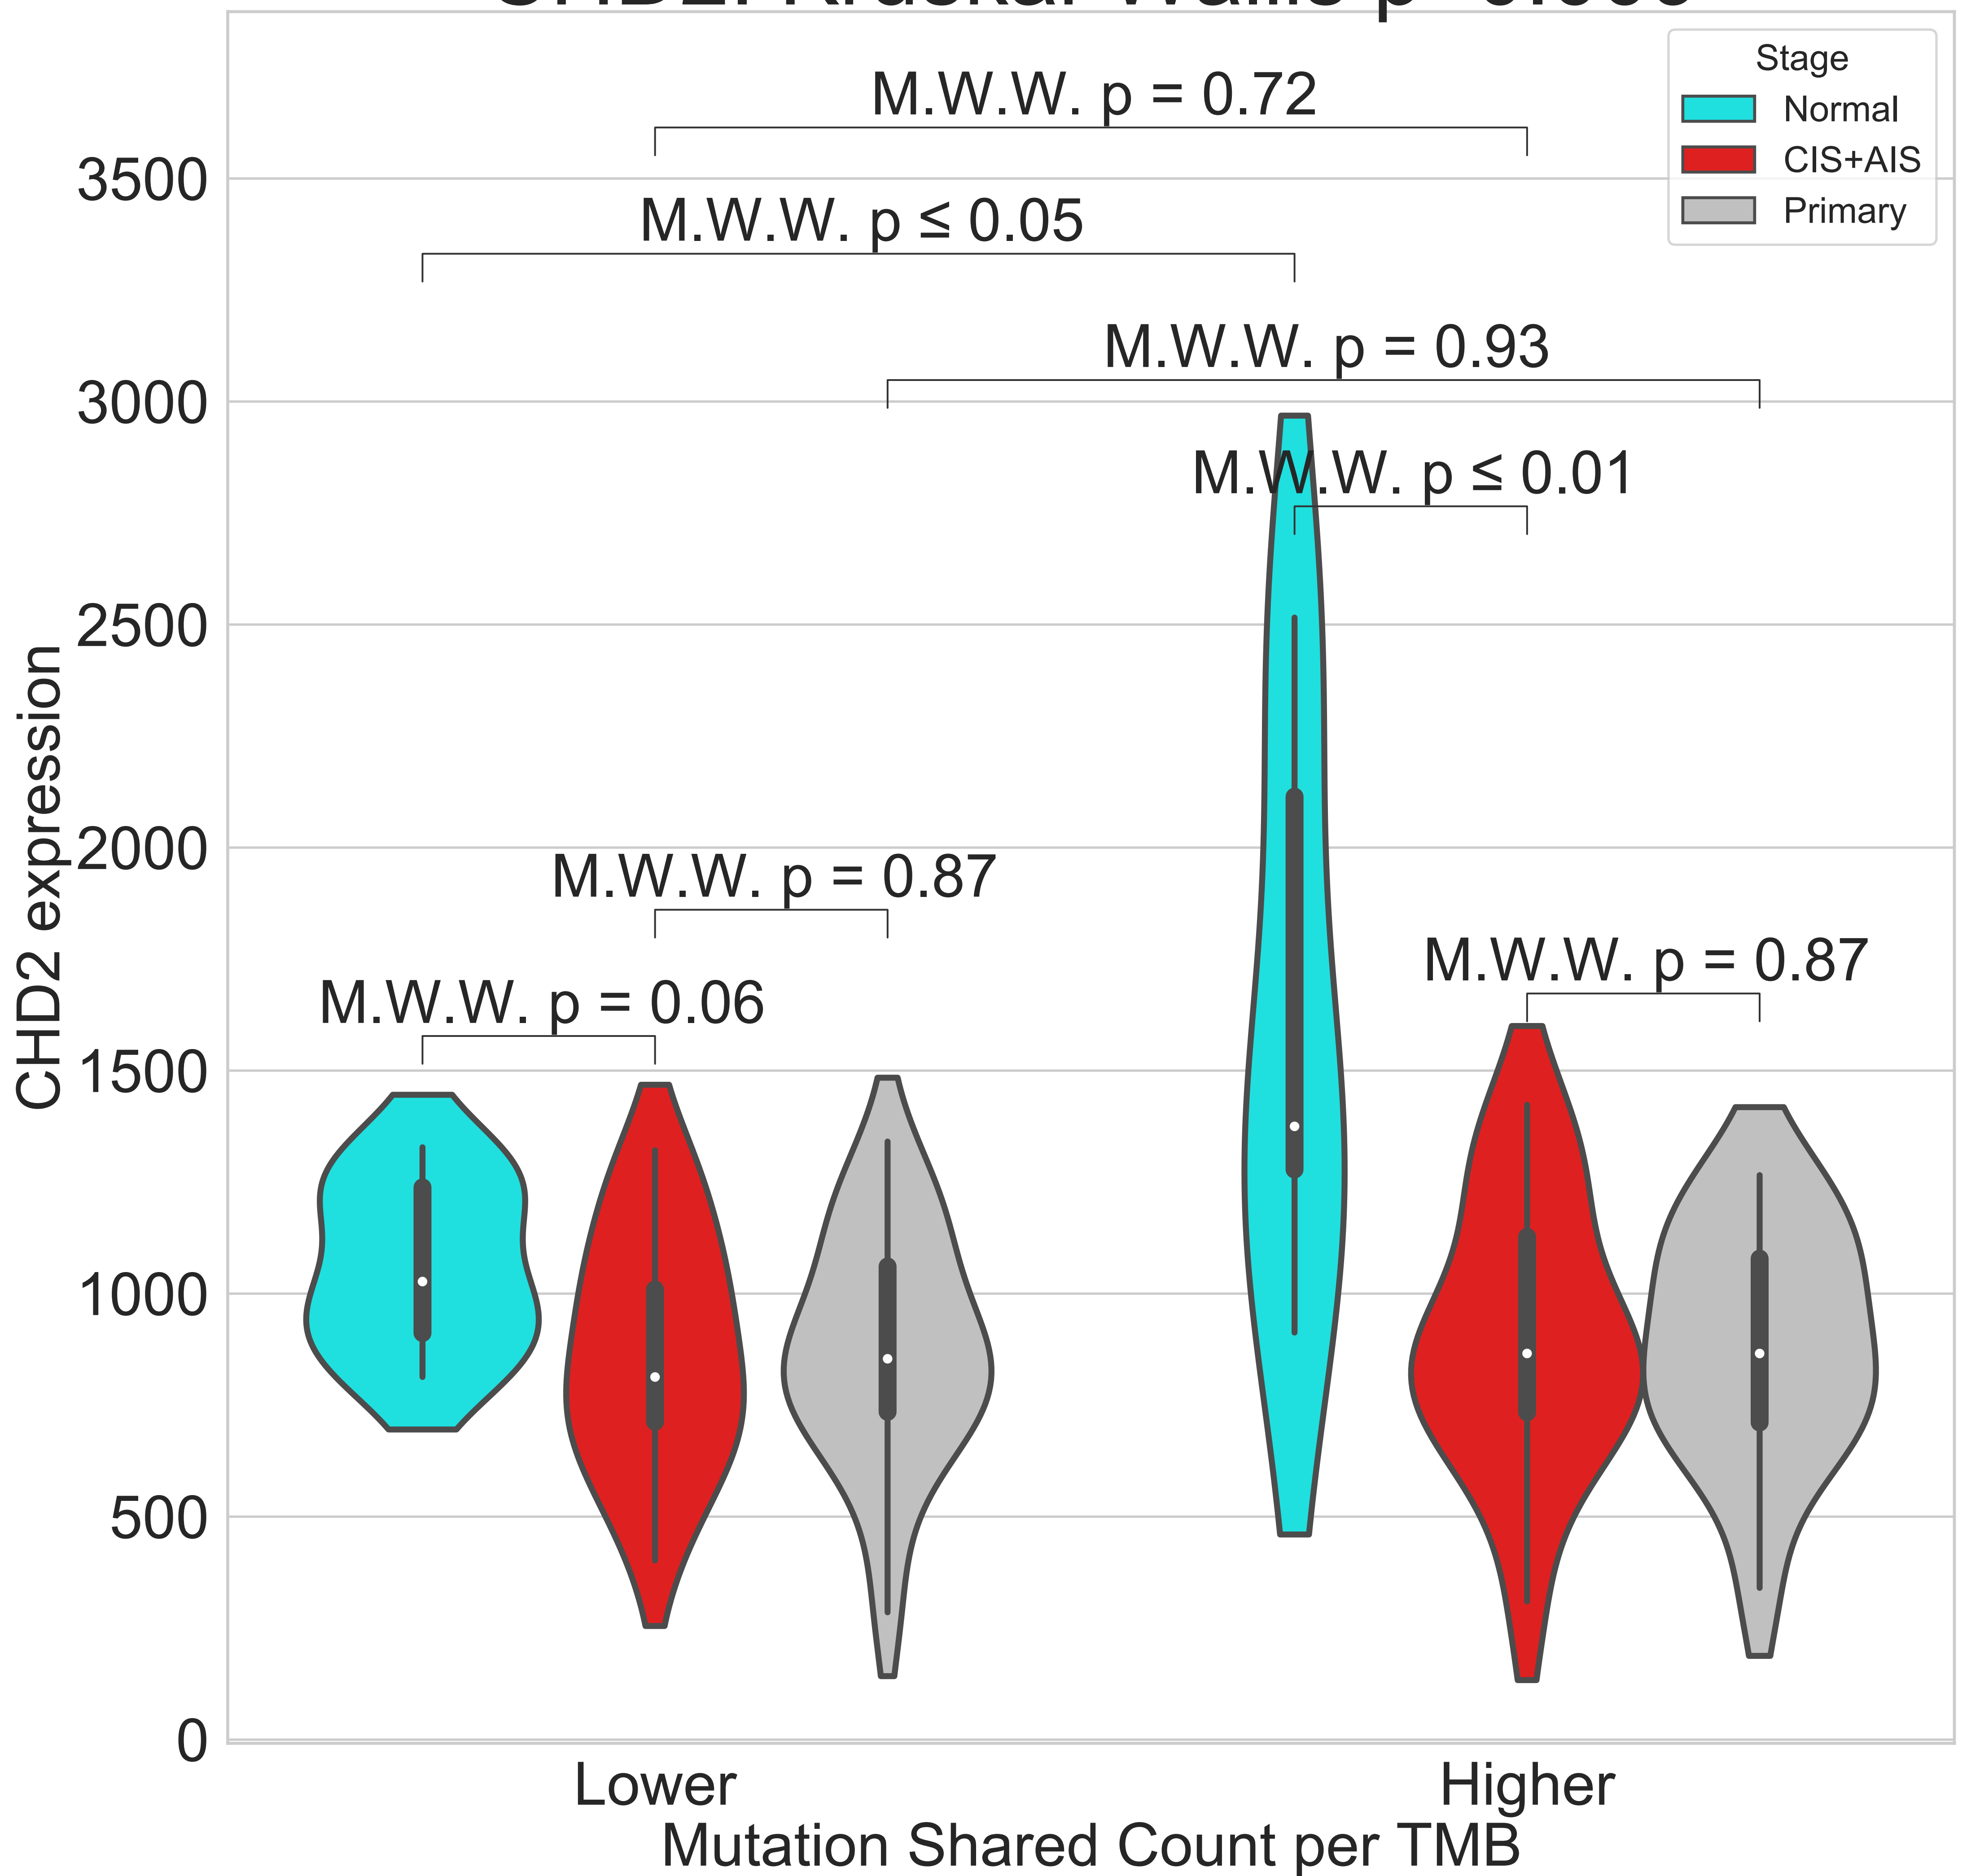 Stage
Normal
CIS+AIS
Primary
M.W.W. p = 0.72
M.W.W. p ≤ 0.05
M.W.W. p = 0.93
M.W.W. p ≤ 0.01
M.W.W. p = 0.87
M.W.W. p = 0.87
M.W.W. p = 0.06
3500
3000
2500
2000
1500
1000
500
0
CHD2 expression
Lower
Higher
Mutation Shared Count per TMB